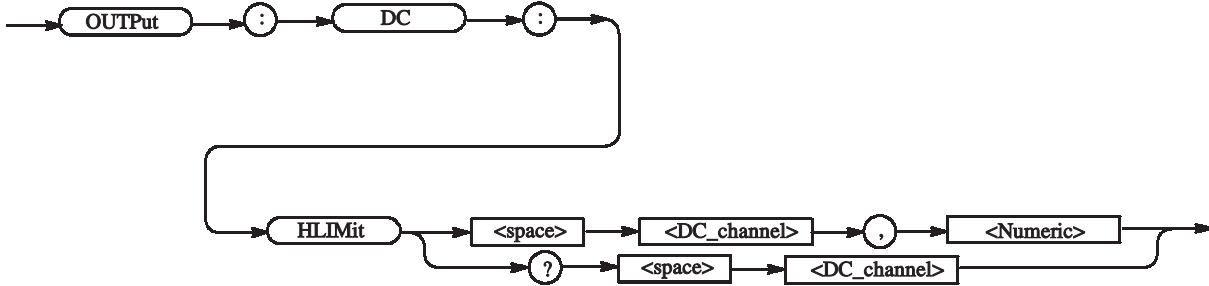 OUTPut : DC :
HLIMit <space> <DC_channel> , <Numeric>
? <space> <DC_channel>